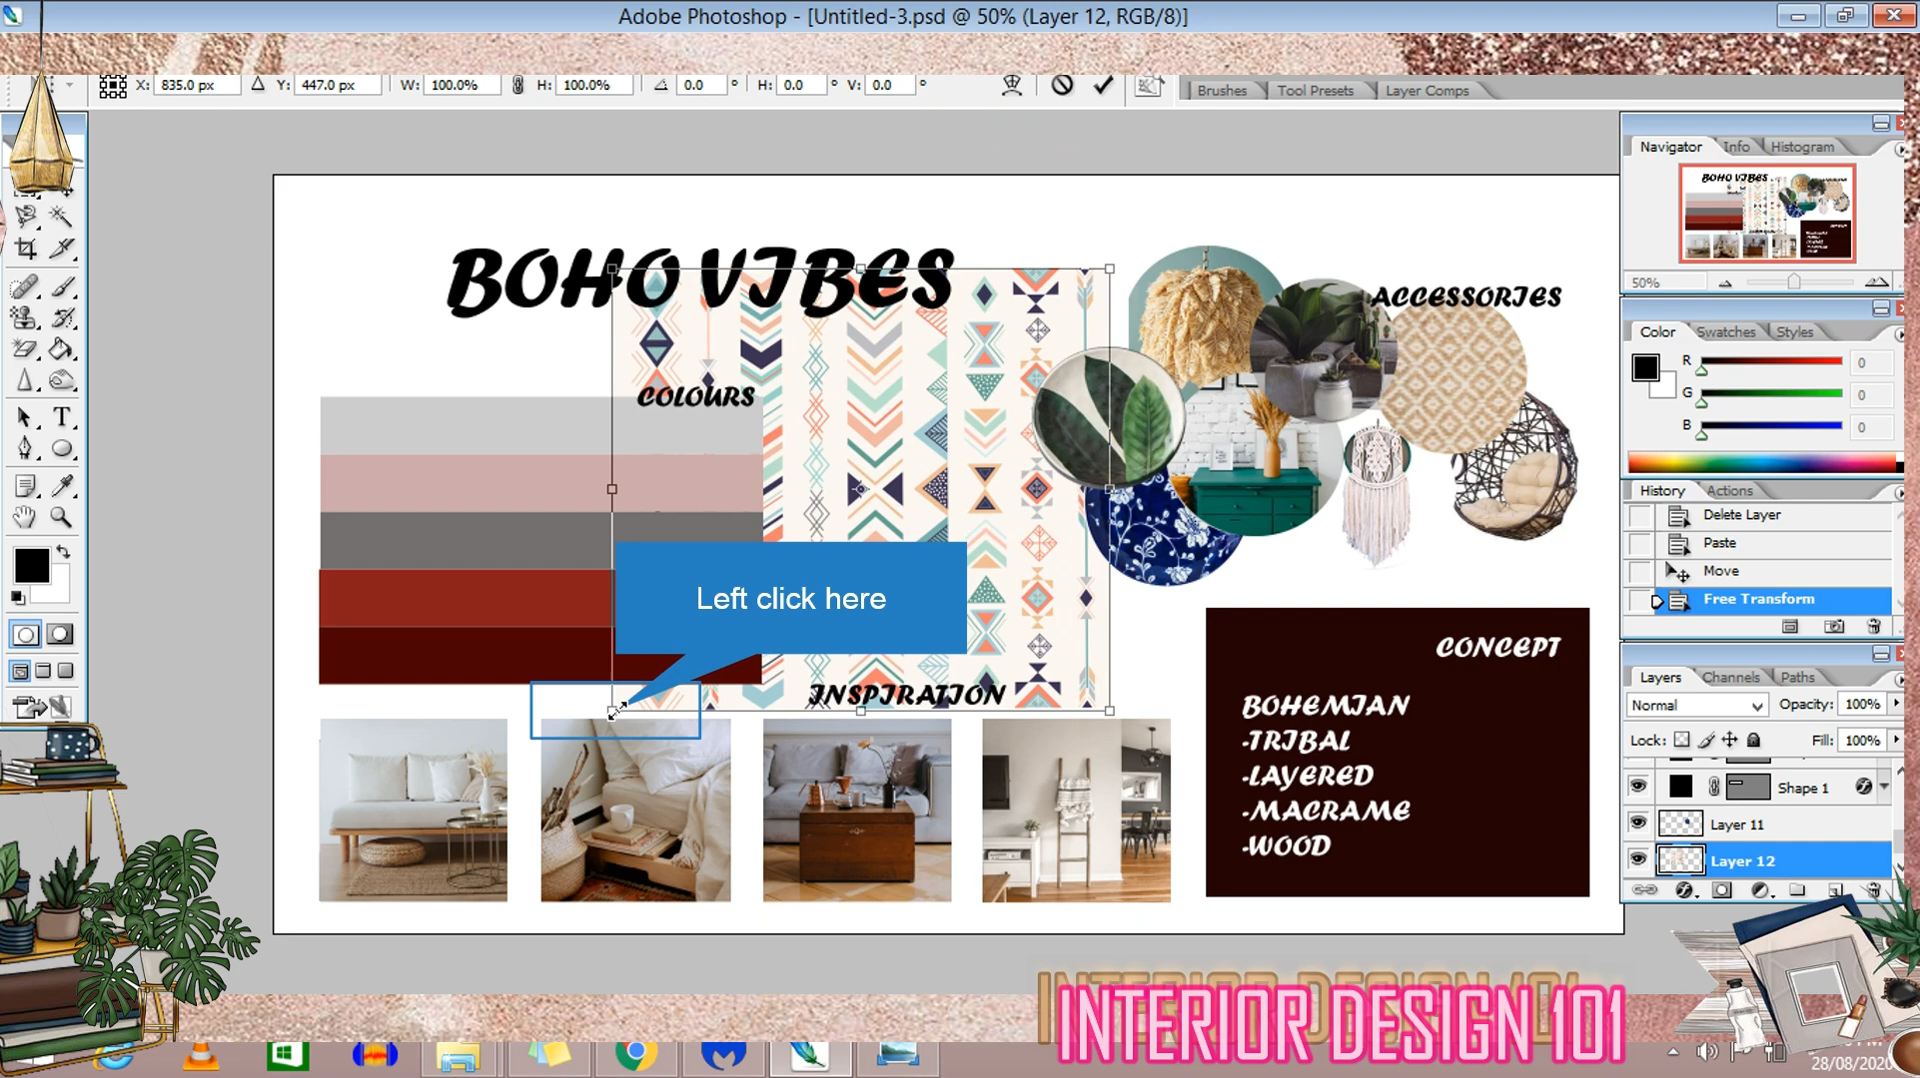 Adobe Photoshop - [Untitled-3.psd @ 50% (Layer 12, RGB/8)]
X: 835.0 px Y: 447.0 px W: 100.0% H: 100.0% 0.0 ° H: 0.0 ° V: 0.0 °
Brushes Tool Presets Layer Comps
Navigator Info Histogram
BOHO VIBES
50%
BOHO VIBES
ACCESSORIES
COLOURS
Color Swatches Styles
R 0
G 0
B 0
History Actions
Delete Layer
Paste
Move
Free Transform
Left click here
INSPIRATION
CONCEPT
BOHEMIAN
-TRIBAL
-LAYERED
-MACRAME
-WOOD
Layers Channels Paths
Normal Opacity: 100%
Lock: Fill: 100%
Shape 1
Layer 11
Layer 12
INTERIOR DESIGN 101
28/08/2020